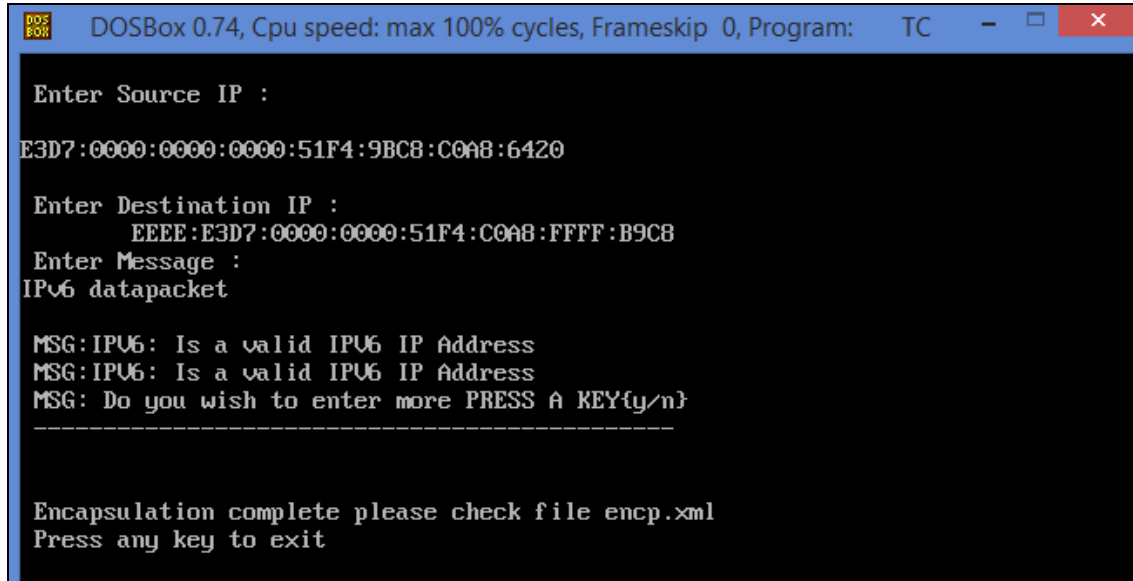 DOS BOX DOSBox 0.74, Cpu speed: max 100% cycles, Frameskip 0, Program: TC
Enter Source IP :
E3D7:0000:0000:0000:51F4:9BC8:C0A8:6420
Enter Destination IP :
EEEE:E3D7:0000:0000:51F4:C0A8:FFFF:B9C8
Enter Message :
IPv6 datapacket
MSG:IPV6: Is a valid IPV6 IP Address
MSG:IPV6: Is a valid IPV6 IP Address
MSG: Do you wish to enter more PRESS A KEY{y/n}
-----------------------------------------------
Encapsulation complete please check file encp.xml
Press any key to exit